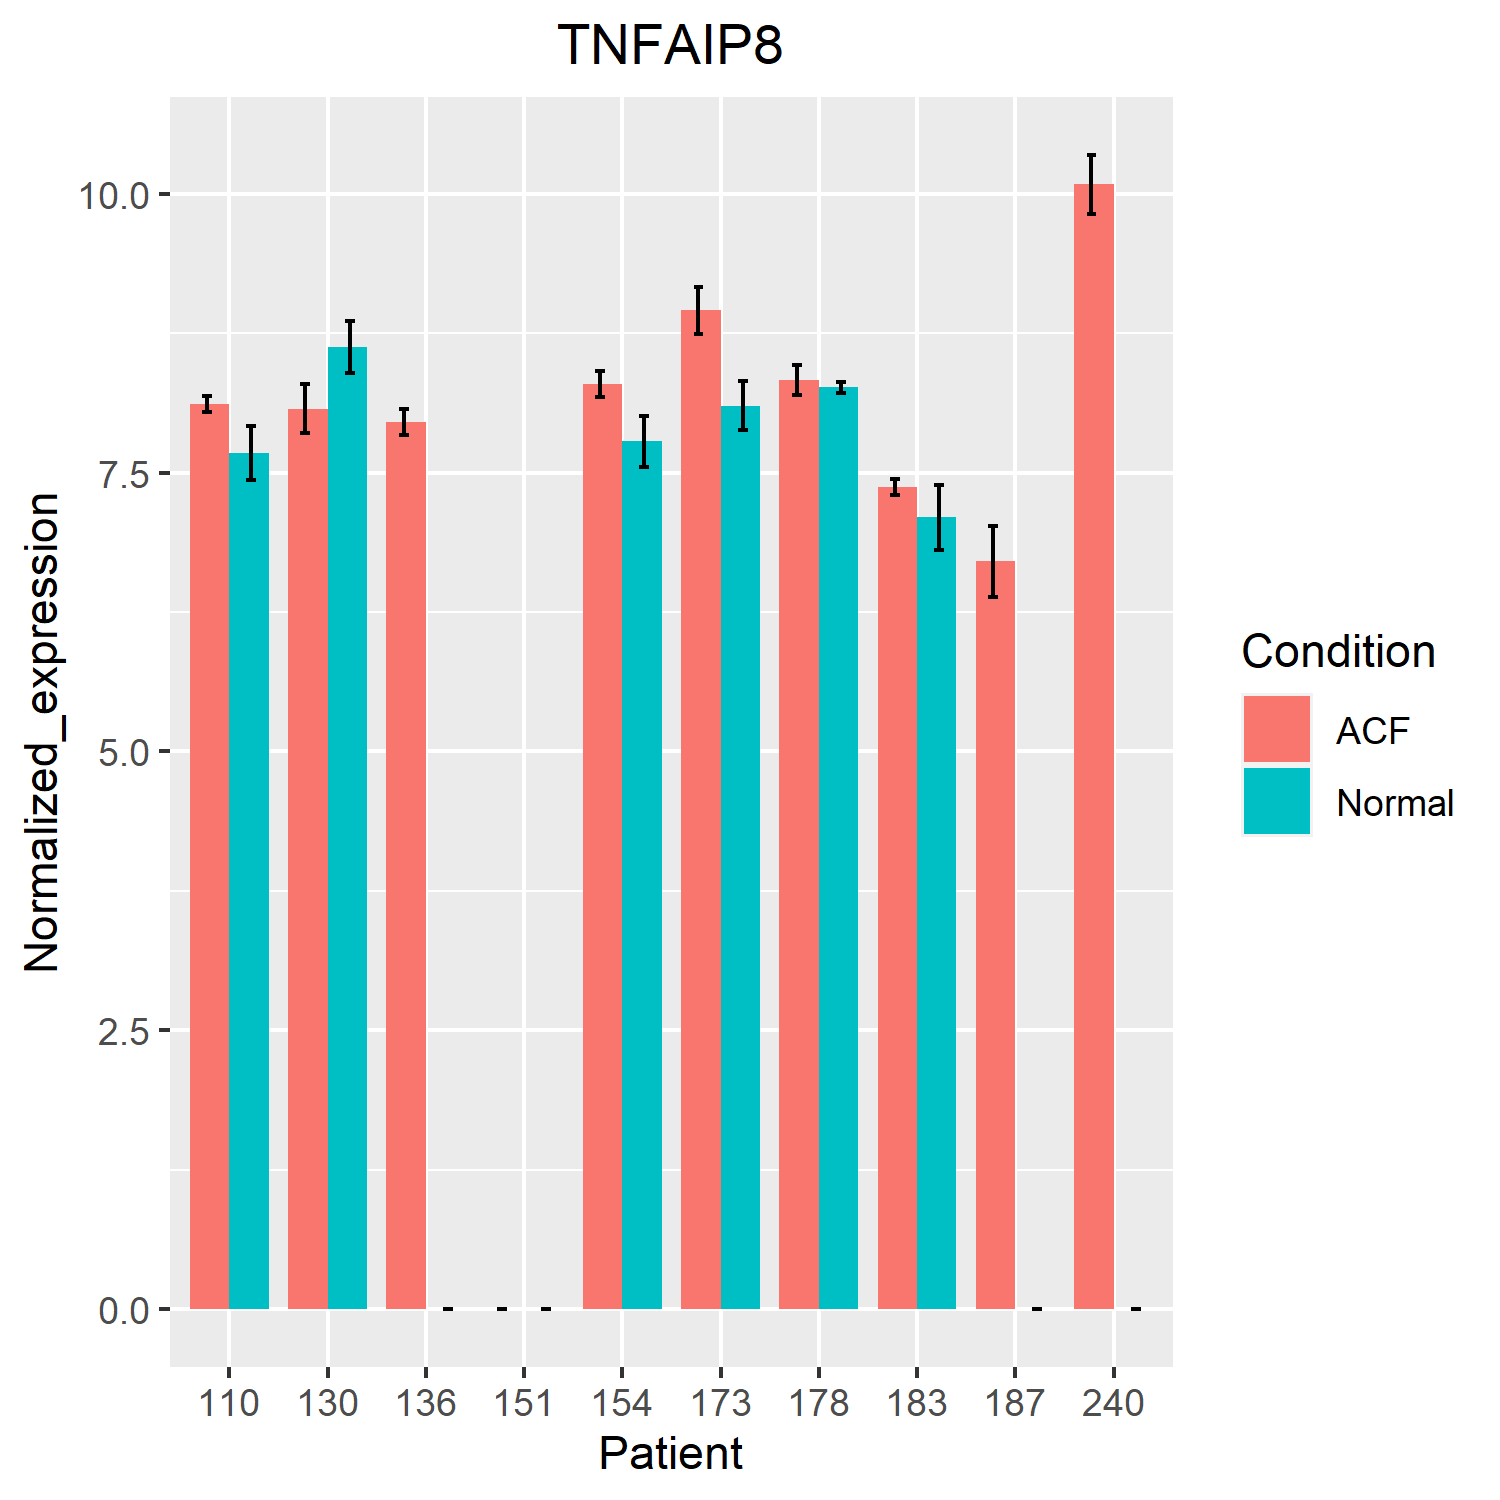 TNFAIP8
Normalized_expression
10.0
7.5
5.0
2.5
0.0
110 130 136 151 154 173 178 183 187 240
Patient
Condition
ACF
Normal